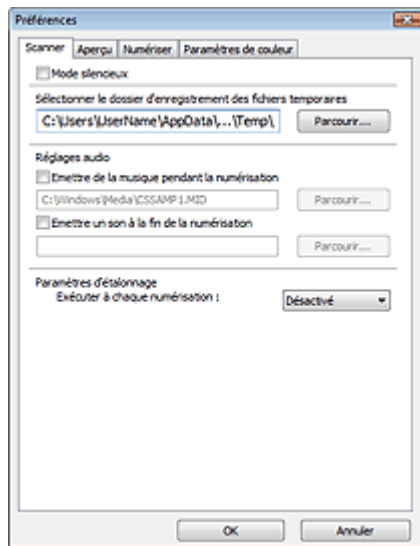 Préférences
Scanner Aperçu Numériser Paramètres de couleur
Mode silencieux
Sélectionner le dossier d'enregistrement des fichiers temporaires
C:\Users\UserName\AppData\...\Temp\ Parcourir....
Réglages audio
Emettre de la musique pendant la numérisation
C:\Windows\Media\CSSAMP1.MID Parcourir....
Emettre un son à la fin de la numérisation
Parcourir....
Paramètres d'étalonnage
Exécuter à chaque numérisation : Désactivé
OK Annuler